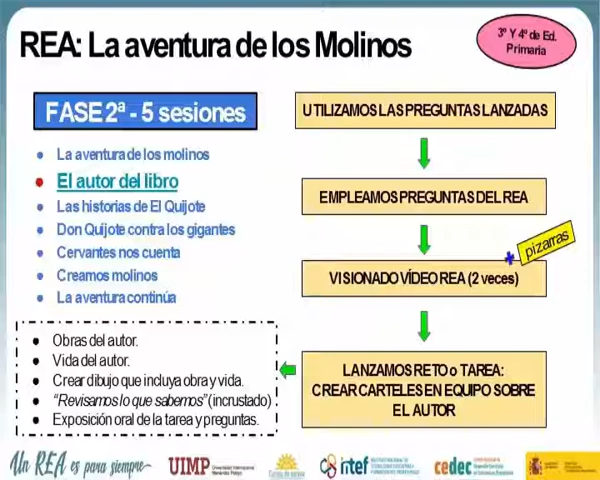 REA: La aventura de los Molinos
3º Y 4º de Ed.
Primaria
FASE 2ª - 5 sesiones
La aventura de los molinos
El autor del libro
Las historias de El Quijote
Don Quijote contra los gigantes
Cervantes nos cuenta
Creamos molinos
La aventura continúa
UTILIZAMOS LAS PREGUNTAS LANZADAS
EMPLEAMOS PREGUNTAS DEL REA
+ pizarras
VISIONADO VÍDEO REA (2 veces)
LANZAMOS RETO o TAREA:
CREAR CARTELES EN EQUIPO SOBRE
EL AUTOR
Obras del autor.
Vida del autor.
Crear dibujo que incluya obra y vida.
"Revisamos lo que sabemos" (incrustado)
Exposición oral de la tarea y preguntas.
Un REA es para siempre
UIMP
intef
cedec